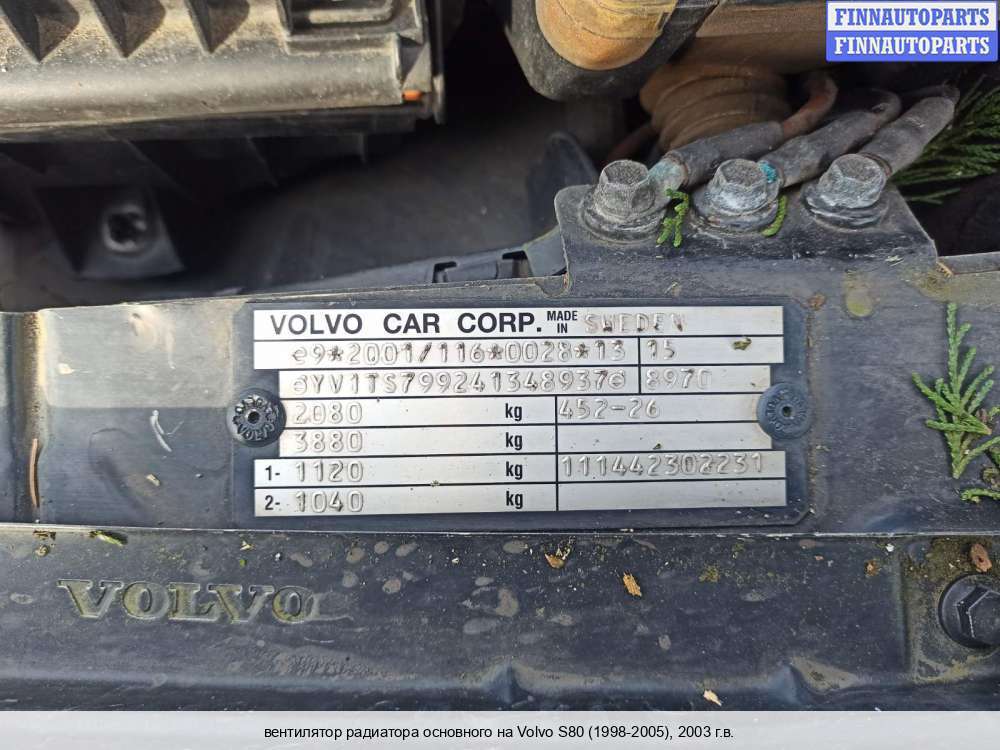 FINNAUTOPARTS
FINNAUTOPARTS
VOLVO CAR CORP. MADE IN SWEDEN
e9*2001/116*0028*13 15
YV1TS799241348937 8970
2080 kg 452-26
3880 kg
1- 1120 kg 111442302231
2- 1040 kg
VOLVO
вентилятор радиатора основного на Volvo S80 (1998-2005), 2003 г.в.